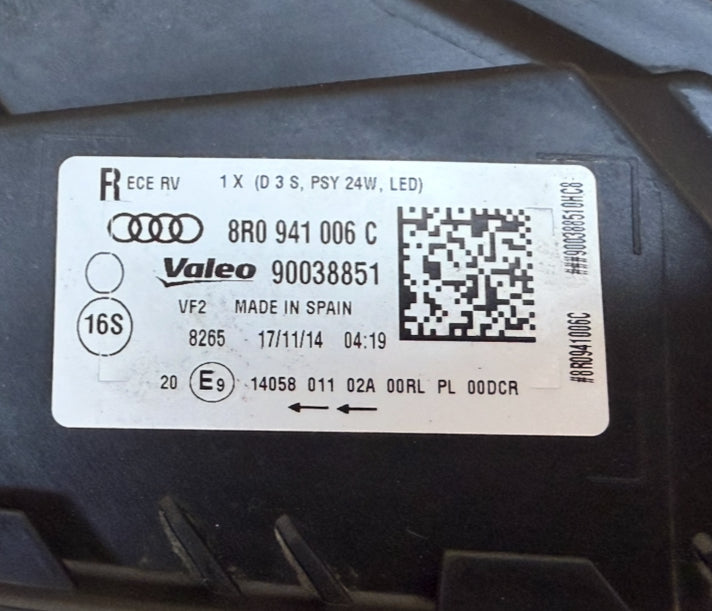 R ECE RV 1 X (D 3 S, PSY 24W, LED)
8R0 941 006 C
Valeo 90038851
VF2 MADE IN SPAIN
16S
8265 17/11/14 04:19
20 E9 14058 011 02A 00RL PL 00DCR
###900388510HC8
#8R0941006C